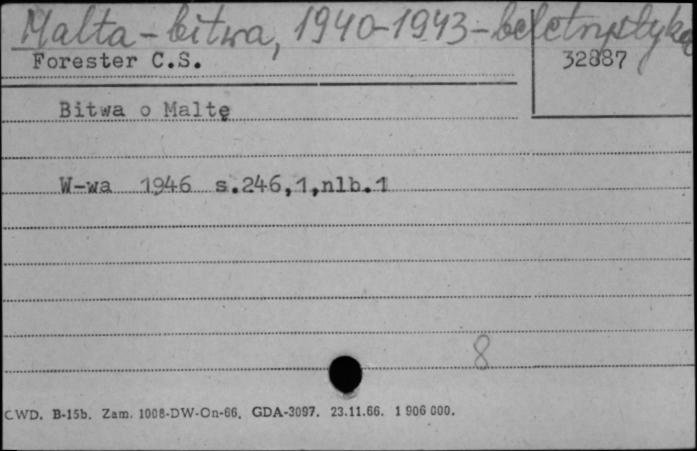 Malta - bitwa, 1940-1943 - beletrystyka
Forester C.S.
32887
Bitwa o Maltę
W-wa 1946 s.246,1,nlb.1
8
CWD. B-15b. Zam. 1008-DW-On-66. GDA-3097. 23.11.66. 1 906 000.